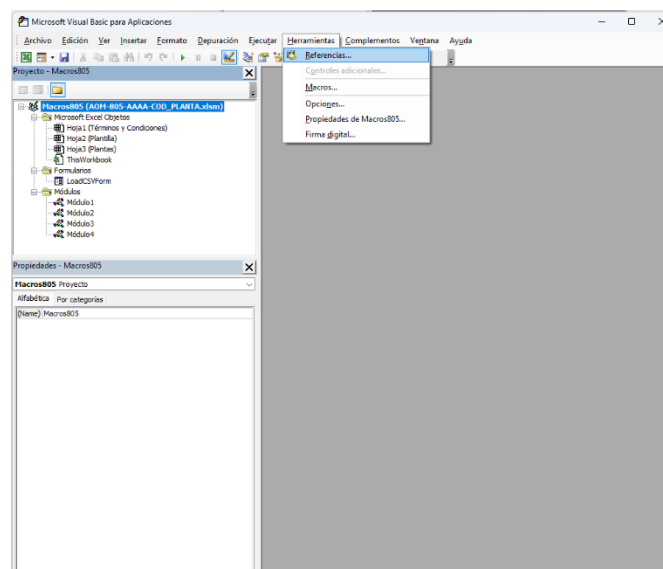 Microsoft Visual Basic para Aplicaciones
Archivo Edición Ver Insertar Formato Depuración Ejecutar Herramientas Complementos Ventana Ayuda
Referencias...
Controles adicionales...
Macros...
Opciones...
Propiedades de Macros805...
Firma digital...
Proyecto - Macros805
Macros805 (AOM-805-AAAA-COD_PLANTA.xlsm)
Microsoft Excel Objetos
Hoja1 (Términos y Condiciones)
Hoja2 (Plantilla)
Hoja3 (Plantas)
ThisWorkbook
Formularios
LoadCSVForm
Módulos
Módulo1
Módulo2
Módulo3
Módulo4
Propiedades - Macros805
Macros805 Proyecto
Alfabética Por categorías
(Name) Macros805